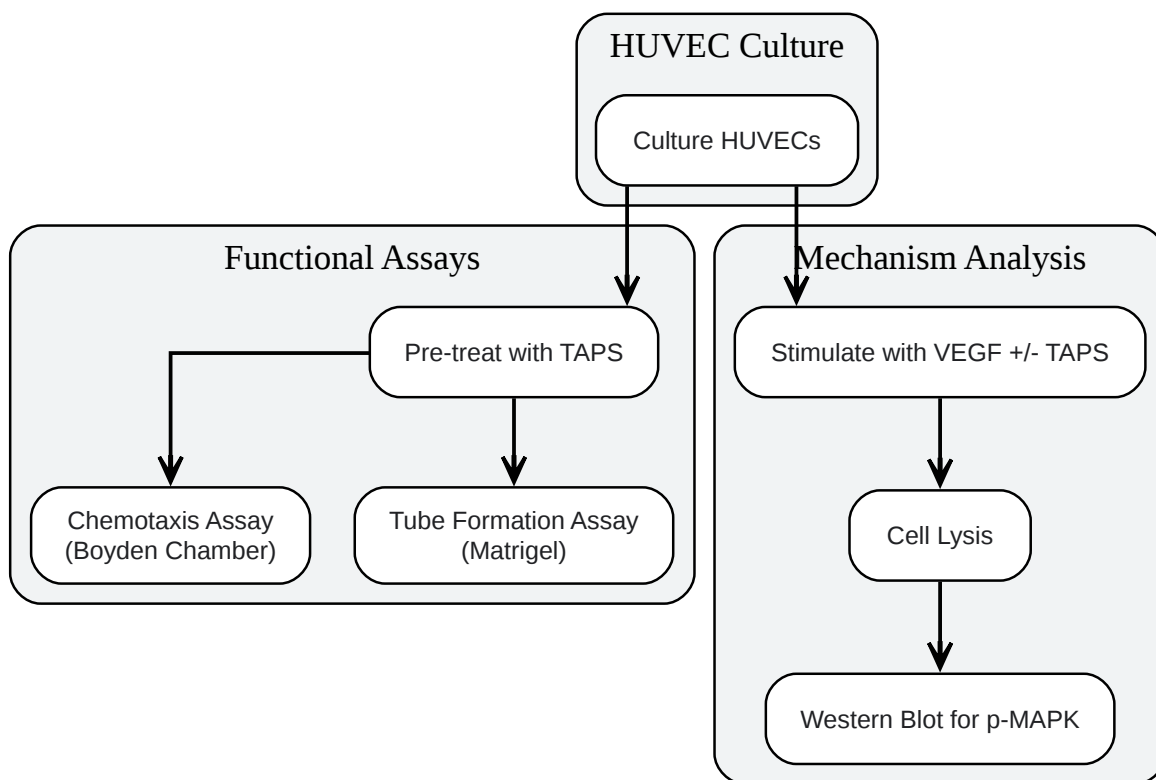 HUVEC Culture
Culture HUVECs
Functional Assays
Pre-treat with TAPS
Chemotaxis Assay
(Boyden Chamber)
Tube Formation Assay
(Matrigel)
Mechanism Analysis
Stimulate with VEGF +/- TAPS
Cell Lysis
Western Blot for p-MAPK